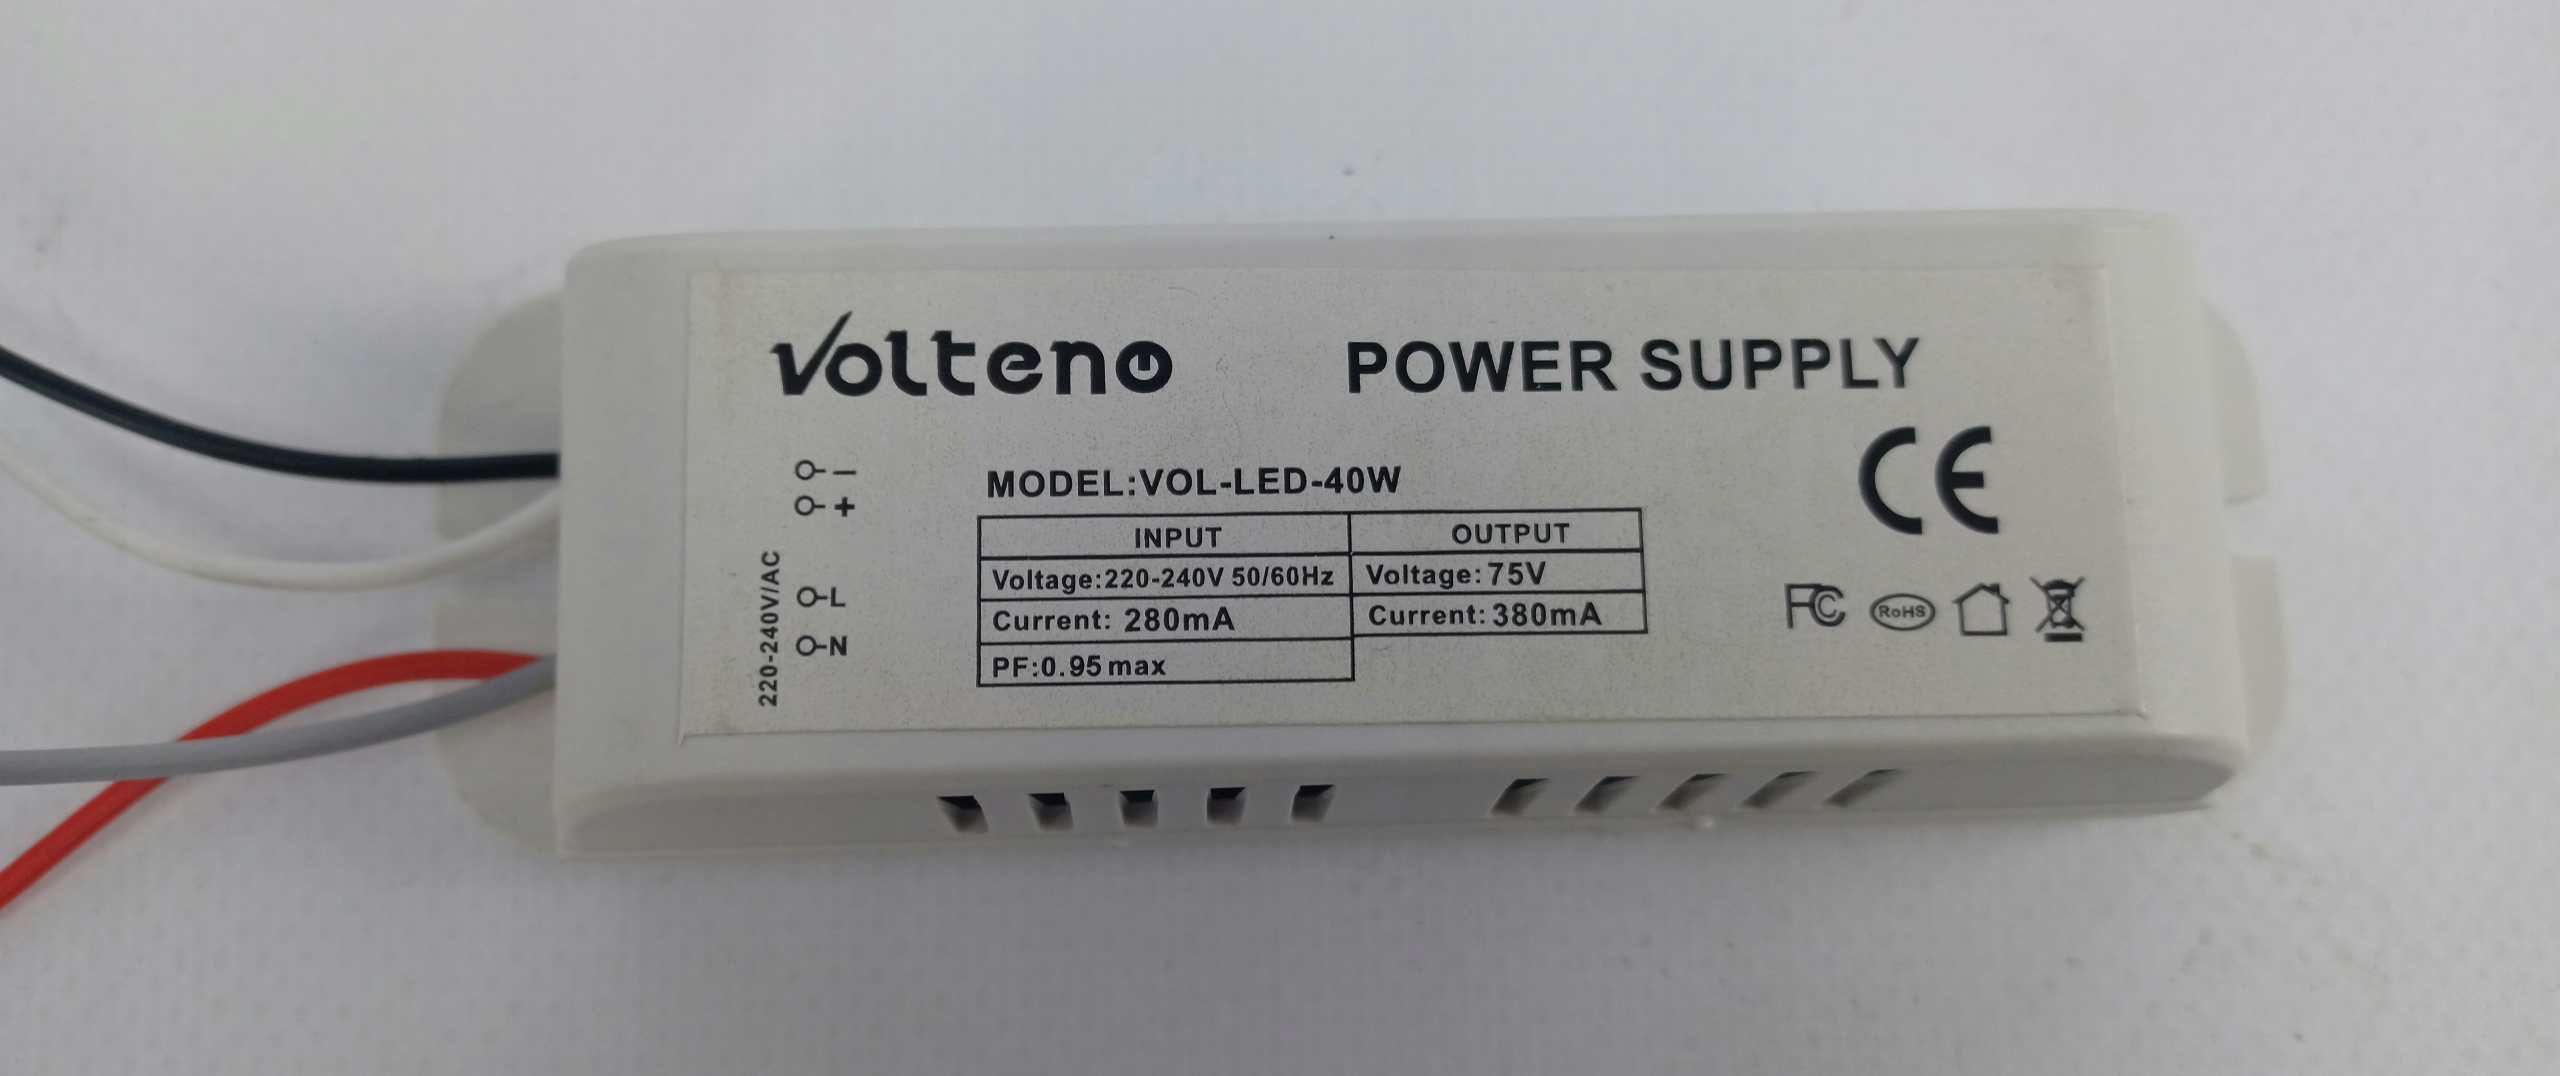 Volteno
POWER SUPPLY
MODEL:VOL-LED-40W
−
+
L
N
220-240V/AC
INPUT
OUTPUT
Voltage:220-240V 50/60Hz
Voltage: 75V
Current: 280mA
Current: 380mA
PF:0.95 max
CE
FC
RoHS